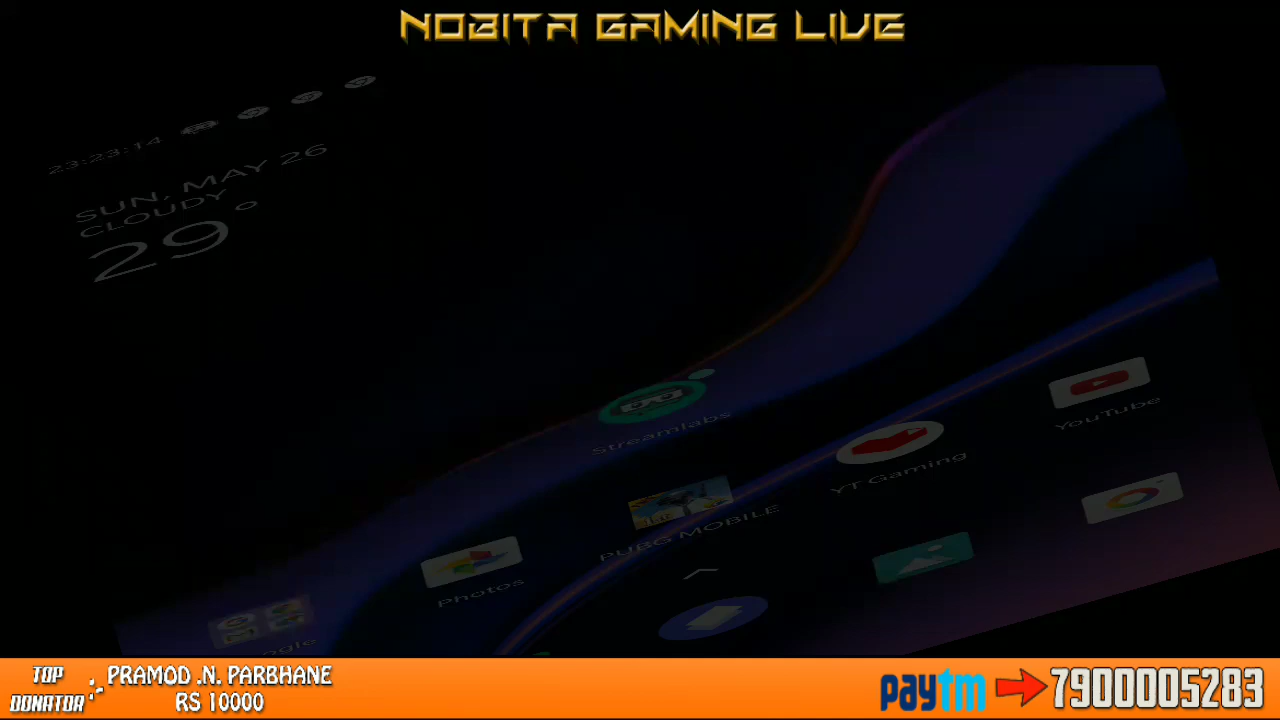 NOBITA GAMING LIVE
23:23:14
SUN, MAY 26
CLOUDY
29°
Streamlabs
YouTube
YT Gaming
PUBG MOBILE
Photos
ogle
TOP DONATOR
PRAMOD .N. PARBHANE
RS 10000
paytm
7900005283